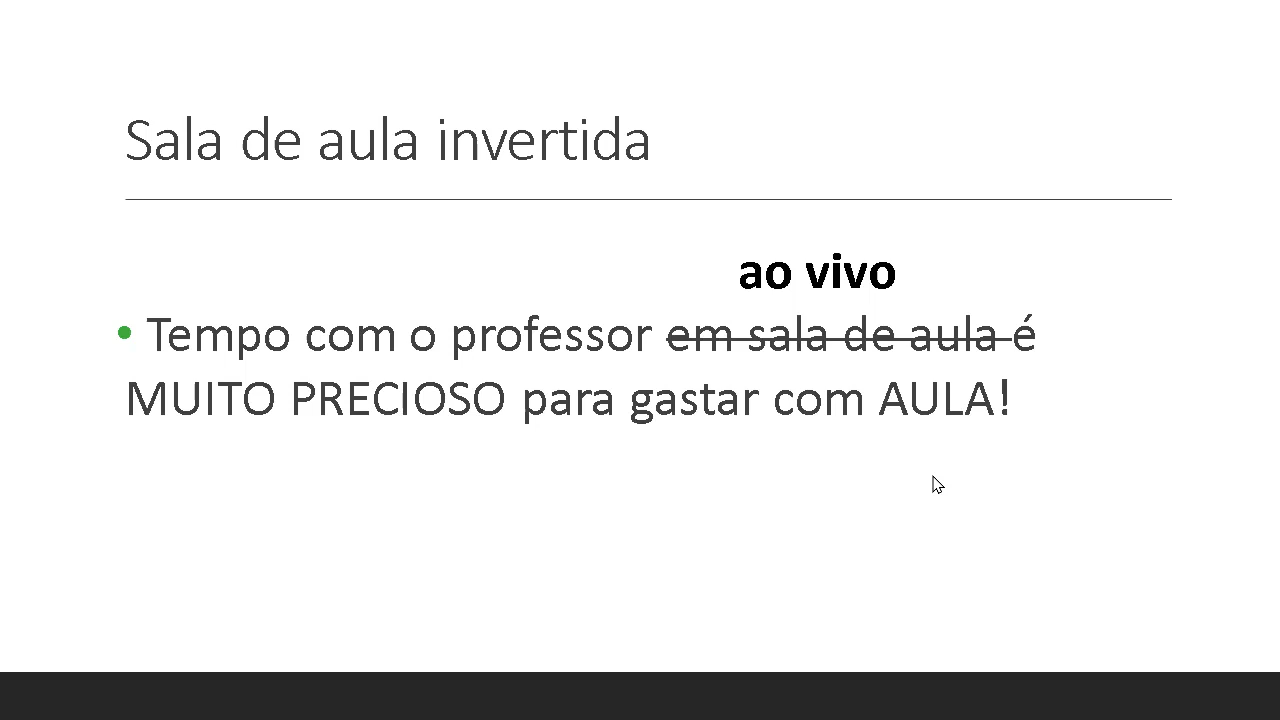 Sala de aula invertida
ao vivo
• Tempo com o professor em sala de aula é
MUITO PRECIOSO para gastar com AULA!